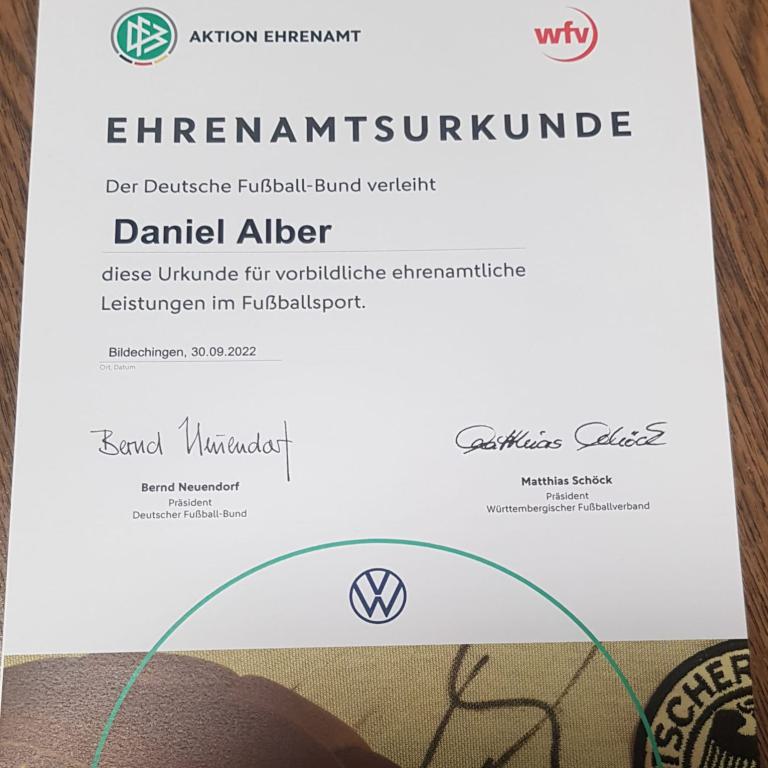 DFB AKTION EHRENAMT
wfv
EHRENAMTSURKUNDE
Der Deutsche Fußball-Bund verleiht
Daniel Alber
diese Urkunde für vorbildliche ehrenamtliche
Leistungen im Fußballsport.
Bildechingen, 30.09.2022
Ort, Datum
Bernd Neuendorf
Matthias Schöck
Bernd Neuendorf
Präsident
Deutscher Fußball-Bund
Matthias Schöck
Präsident
Württembergischer Fußballverband
VW
SCHER